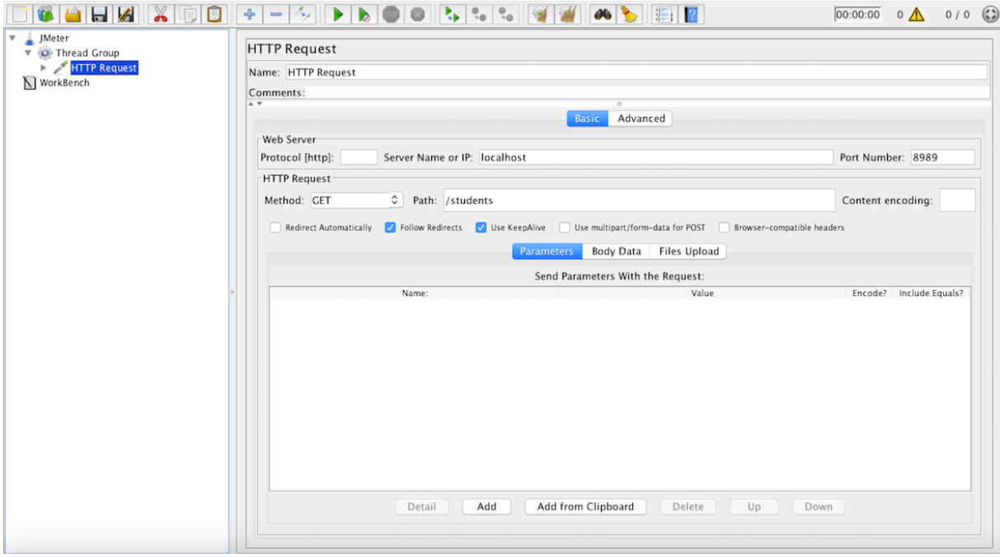 00:00:00 0 0 / 0
JMeter
Thread Group
HTTP Request
WorkBench
HTTP Request
Name: HTTP Request
Comments:
Basic Advanced
Web Server
Protocol [http]: Server Name or IP: localhost Port Number: 8989
HTTP Request
Method: GET Path: /students Content encoding:
Redirect Automatically Follow Redirects Use KeepAlive Use multipart/form-data for POST Browser-compatible headers
Parameters Body Data Files Upload
Send Parameters With the Request:
Name: Value Encode? Include Equals?
Detail Add Add from Clipboard Delete Up Down